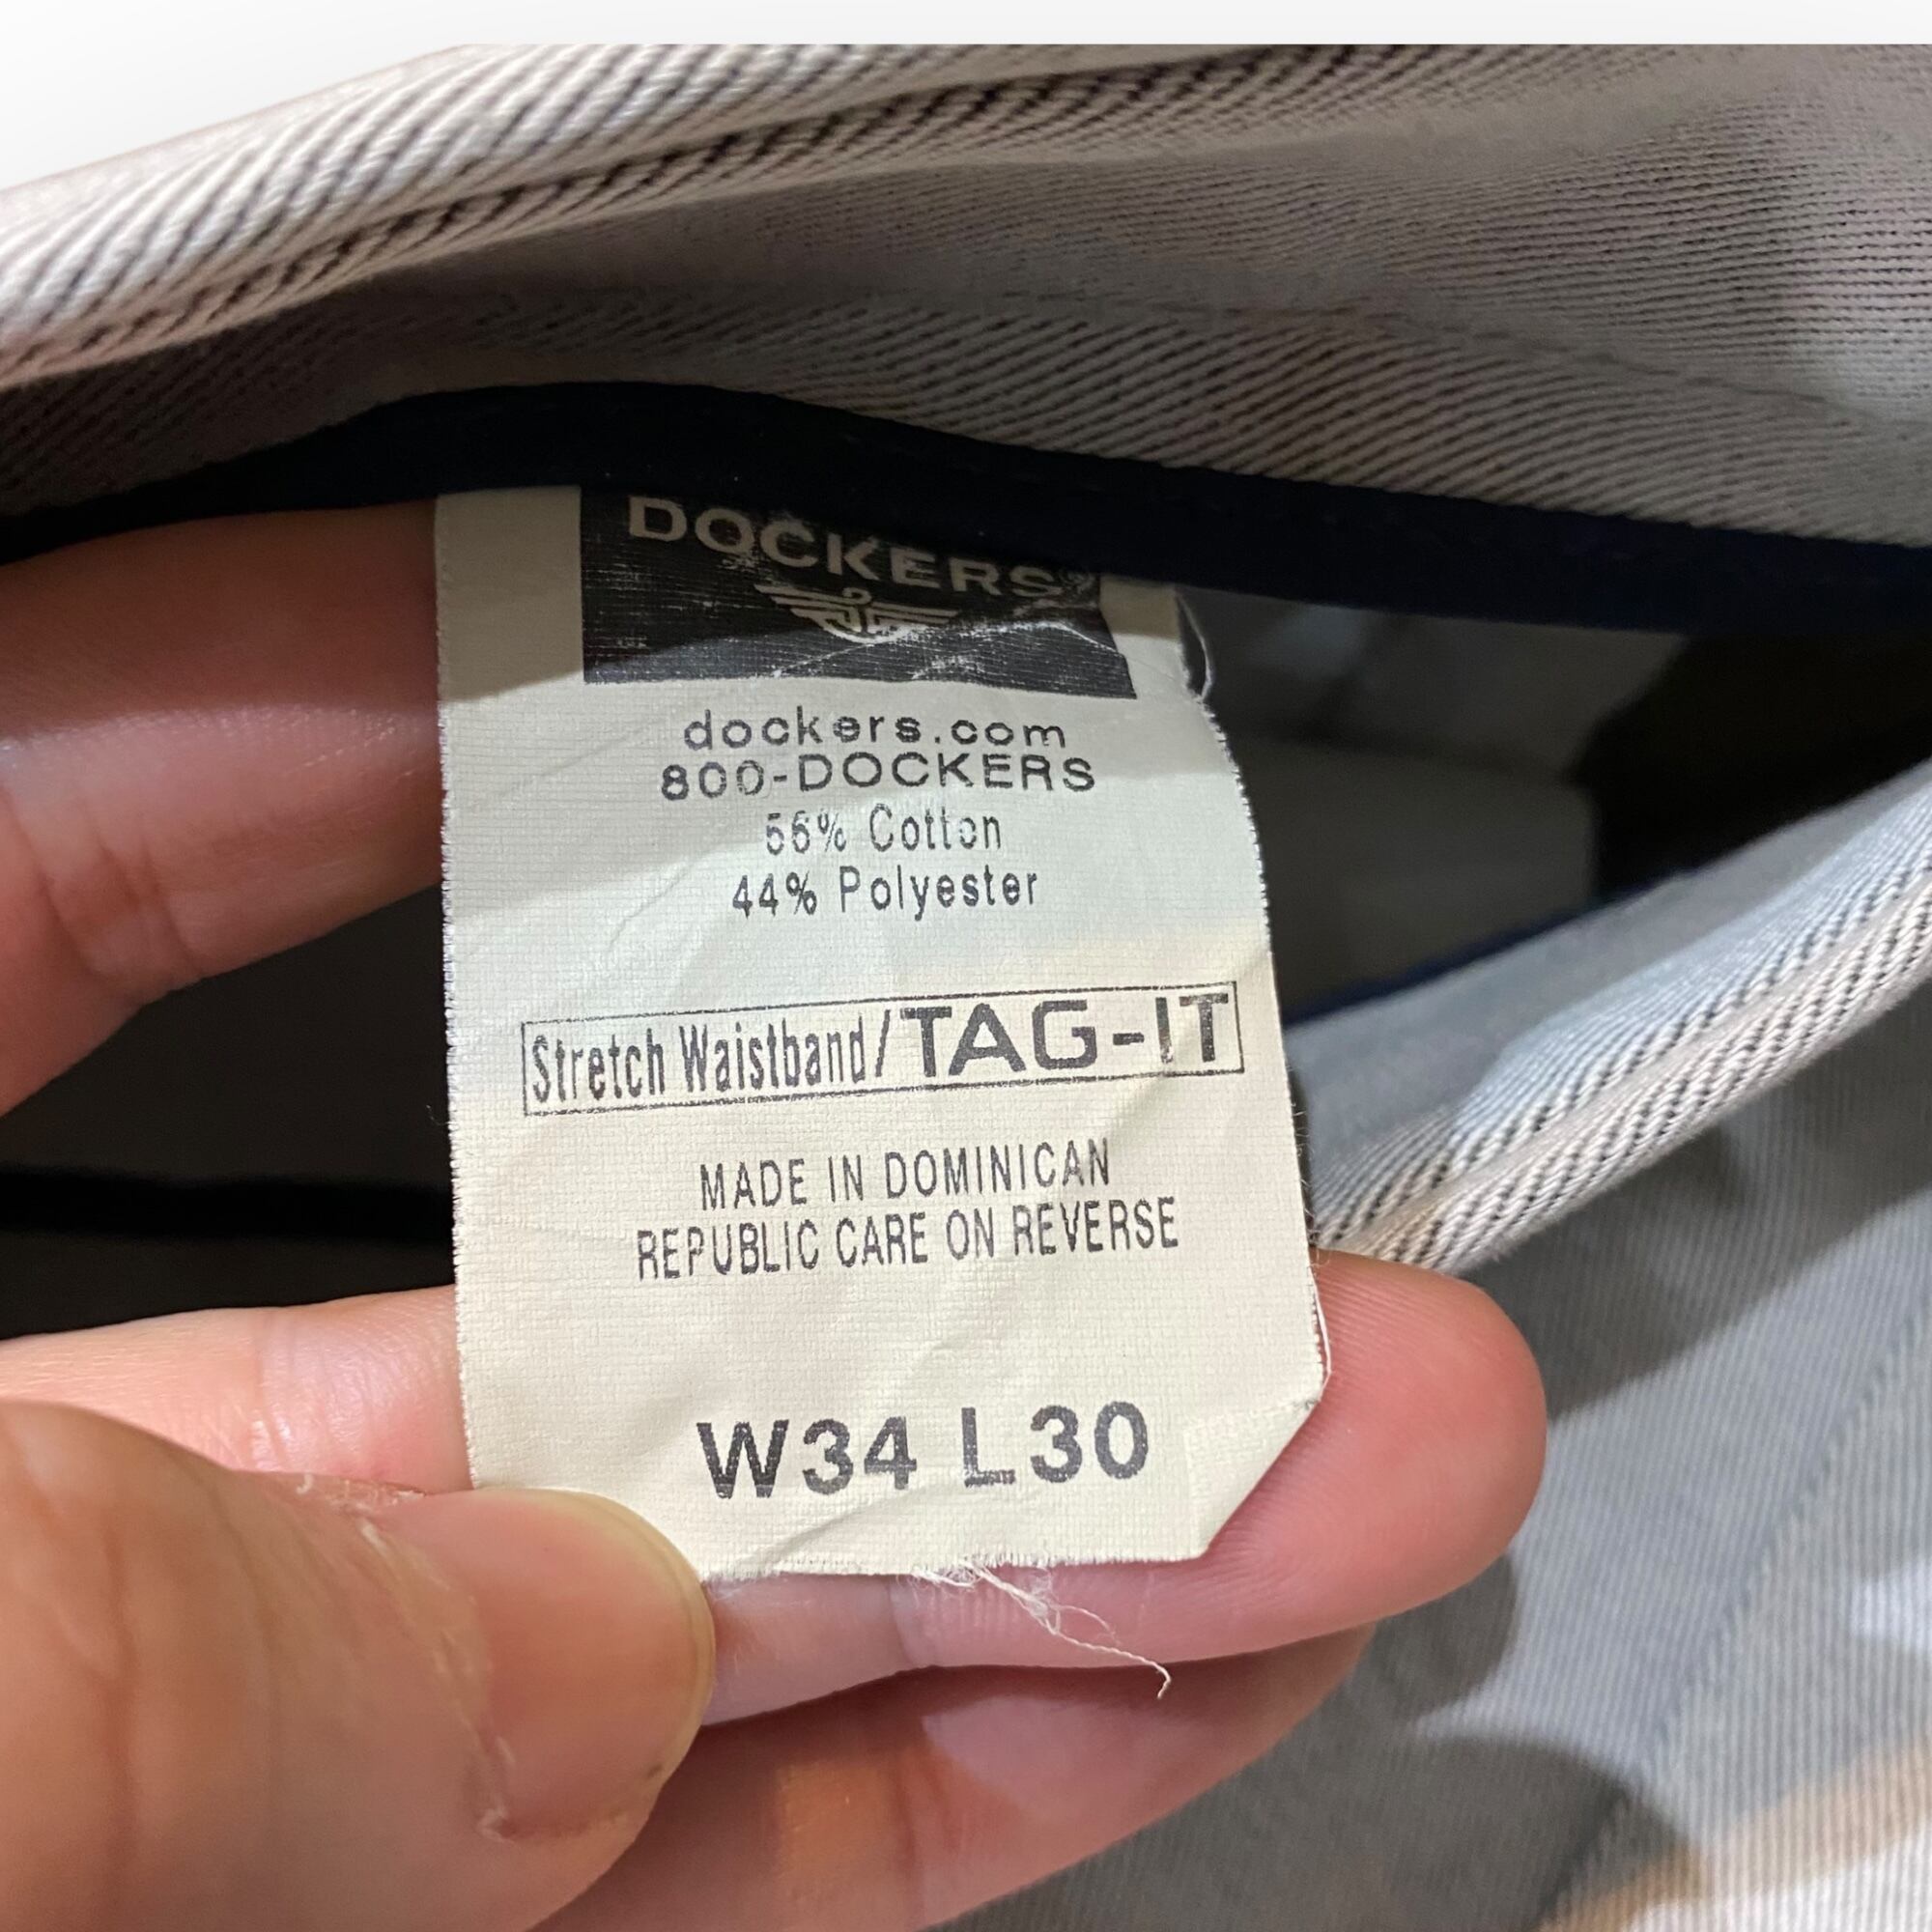 DOCKERS®
dockers.com
800-DOCKERS
56% Cotton
44% Polyester
Stretch Waistband/TAG-IT
MADE IN DOMINICAN
REPUBLIC CARE ON REVERSE
W34 L30